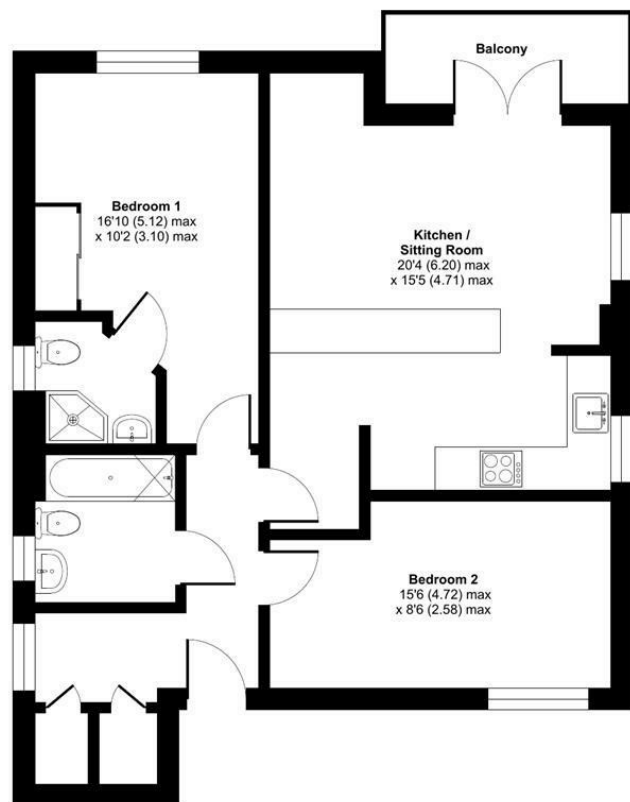 Balcony
Bedroom 1
16'10 (5.12) max
x 10'2 (3.10) max
Kitchen /
Sitting Room
20'4 (6.20) max
x 15'5 (4.71) max
Bedroom 2
15'6 (4.72) max
x 8'6 (2.58) max